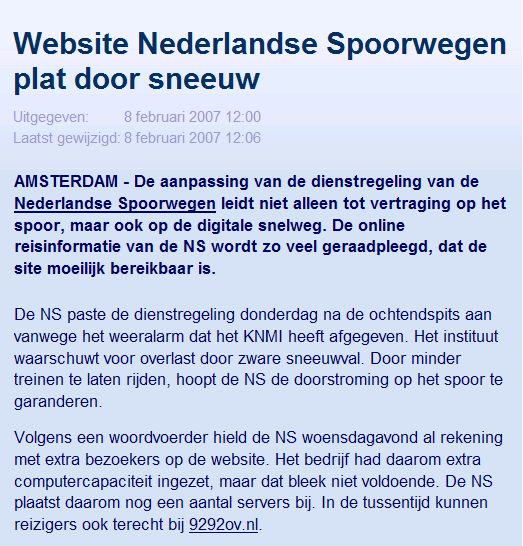 Website Nederlandse Spoorwegen
plat door sneeuw
Uitgegeven: 8 februari 2007 12:00
Laatst gewijzigd: 8 februari 2007 12:06
AMSTERDAM - De aanpassing van de dienstregeling van de
Nederlandse Spoorwegen leidt niet alleen tot vertraging op het
spoor, maar ook op de digitale snelweg. De online
reisinformatie van de NS wordt zo veel geraadpleegd, dat de
site moeilijk bereikbaar is.
De NS paste de dienstregeling donderdag na de ochtendspits aan
vanwege het weeralarm dat het KNMI heeft afgegeven. Het instituut
waarschuwt voor overlast door zware sneeuwval. Door minder
treinen te laten rijden, hoopt de NS de doorstroming op het spoor te
garanderen.
Volgens een woordvoerder hield de NS woensdagavond al rekening
met extra bezoekers op de website. Het bedrijf had daarom extra
computercapaciteit ingezet, maar dat bleek niet voldoende. De NS
plaatst daarom nog een aantal servers bij. In de tussentijd kunnen
reizigers ook terecht bij 9292ov.nl.